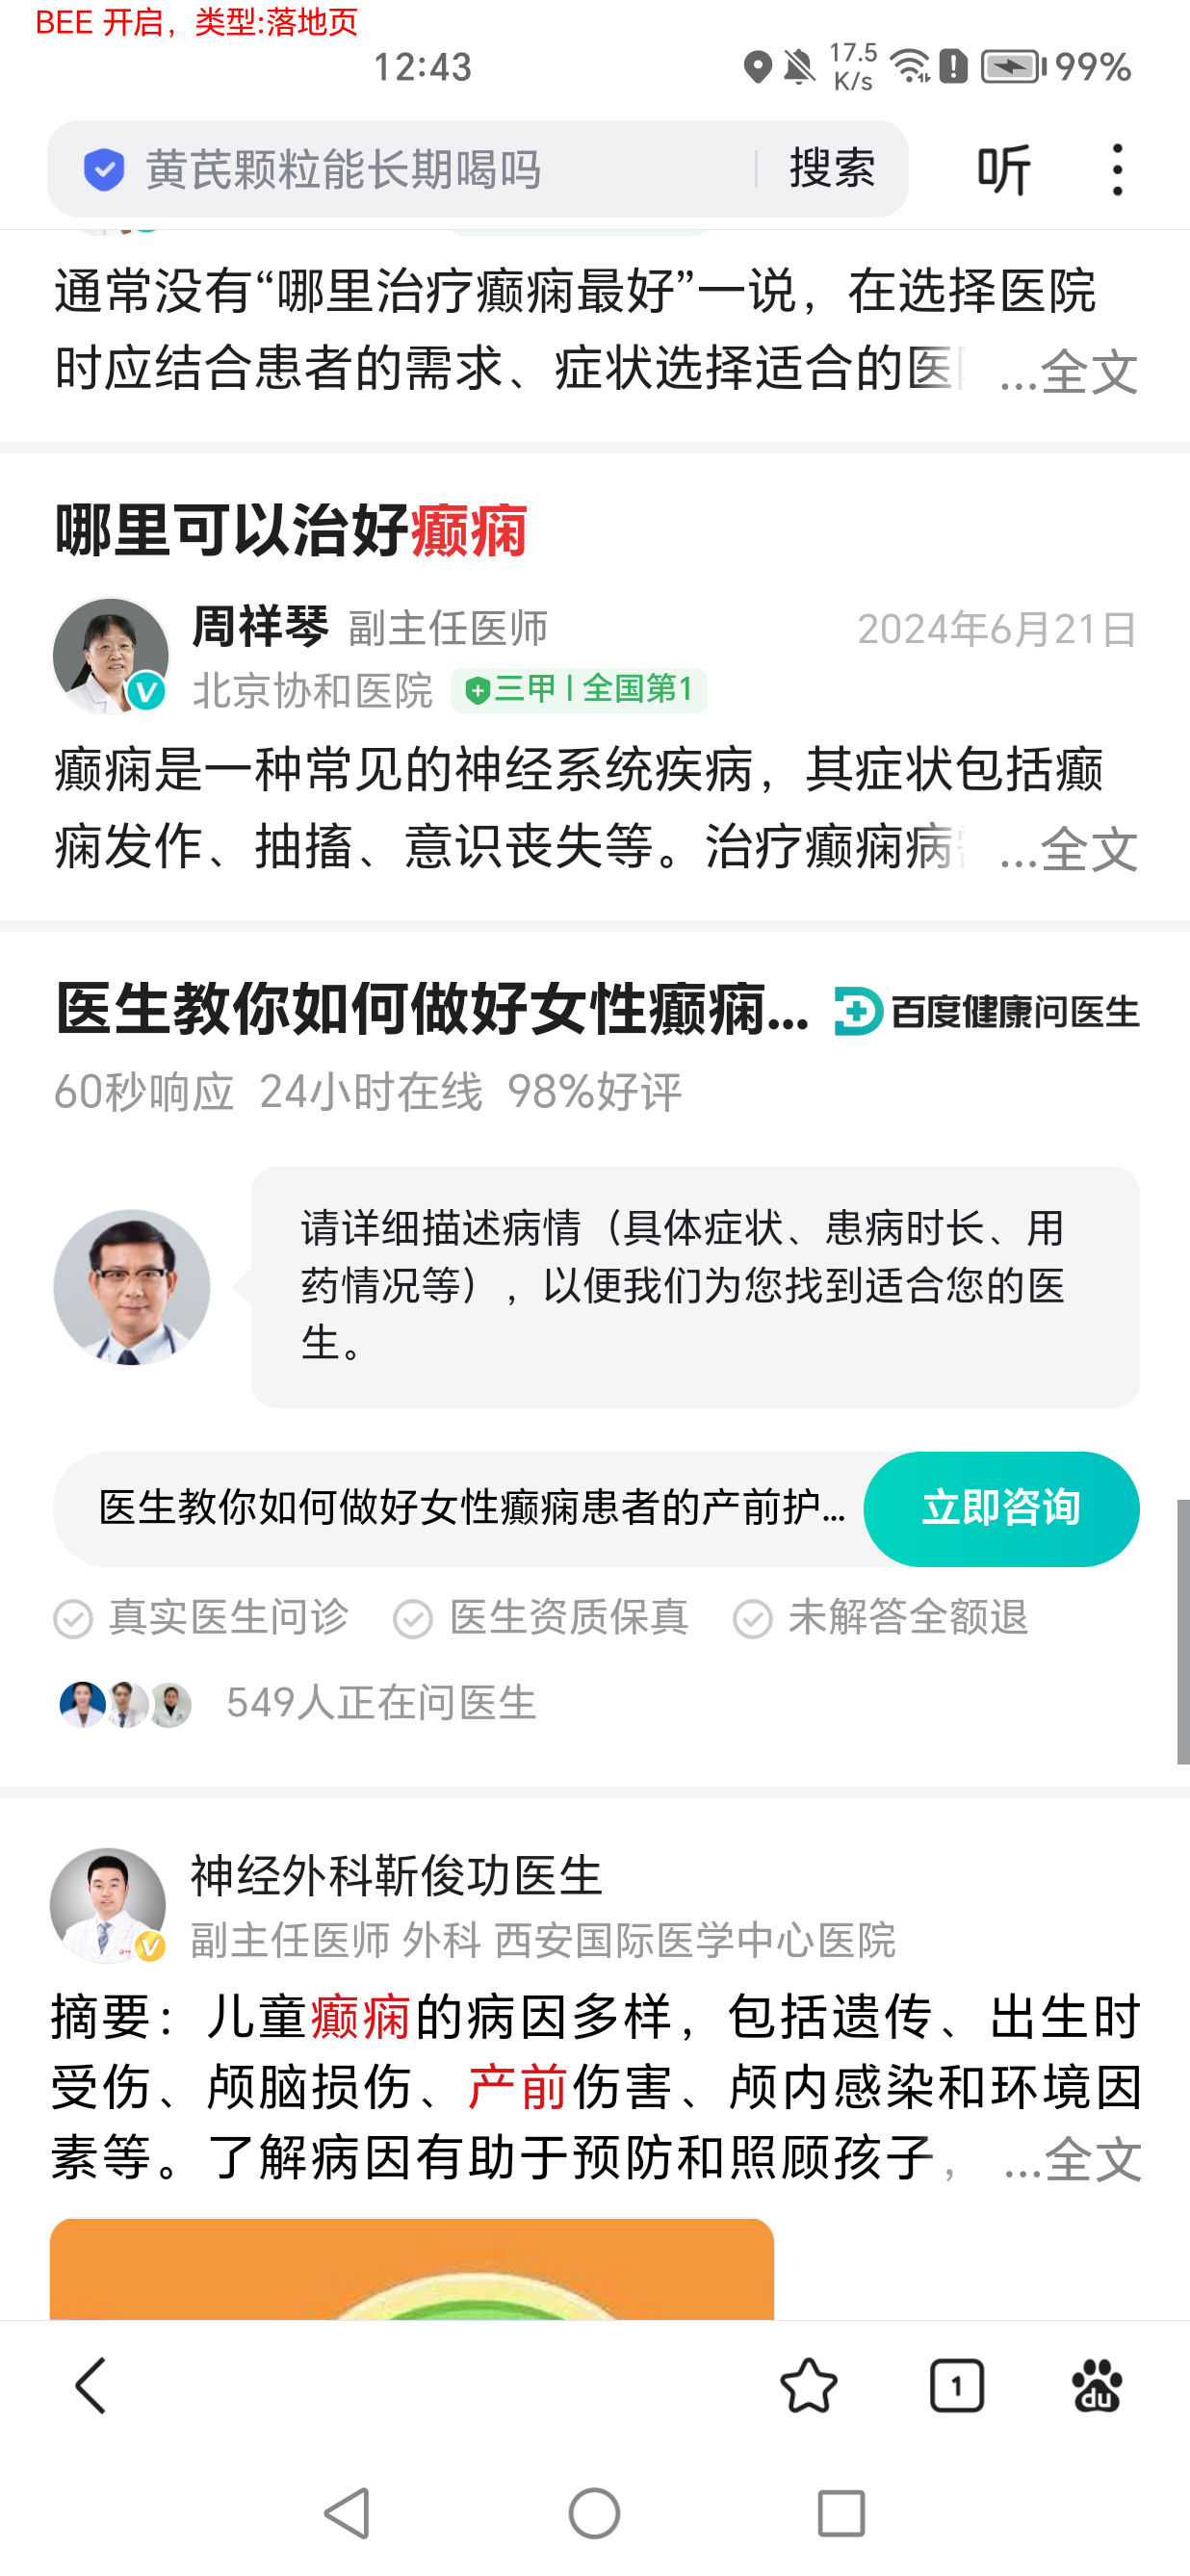 BEE 开启，类型:落地页
12:43
17.5
K/s
99%
黄芪颗粒能长期喝吗
搜索
听
通常没有“哪里治疗癫痫最好”一说，在选择医院
时应结合患者的需求、症状选择适合的医
...全文
哪里可以治好癫痫
周祥琴 副主任医师
2024年6月21日
北京协和医院
三甲 | 全国第1
癫痫是一种常见的神经系统疾病，其症状包括癫
痫发作、抽搐、意识丧失等。治疗癫痫病
...全文
医生教你如何做好女性癫痫...
百度健康问医生
60秒响应 24小时在线 98%好评
请详细描述病情（具体症状、患病时长、用
药情况等），以便我们为您找到适合您的医
生。
医生教你如何做好女性癫痫患者的产前护...
立即咨询
真实医生问诊
医生资质保真
未解答全额退
549人正在问医生
神经外科靳俊功医生
副主任医师 外科 西安国际医学中心医院
摘要：儿童癫痫的病因多样，包括遗传、出生时
受伤、颅脑损伤、产前伤害、颅内感染和环境因
素等。了解病因有助于预防和照顾孩子，
...全文
1
du